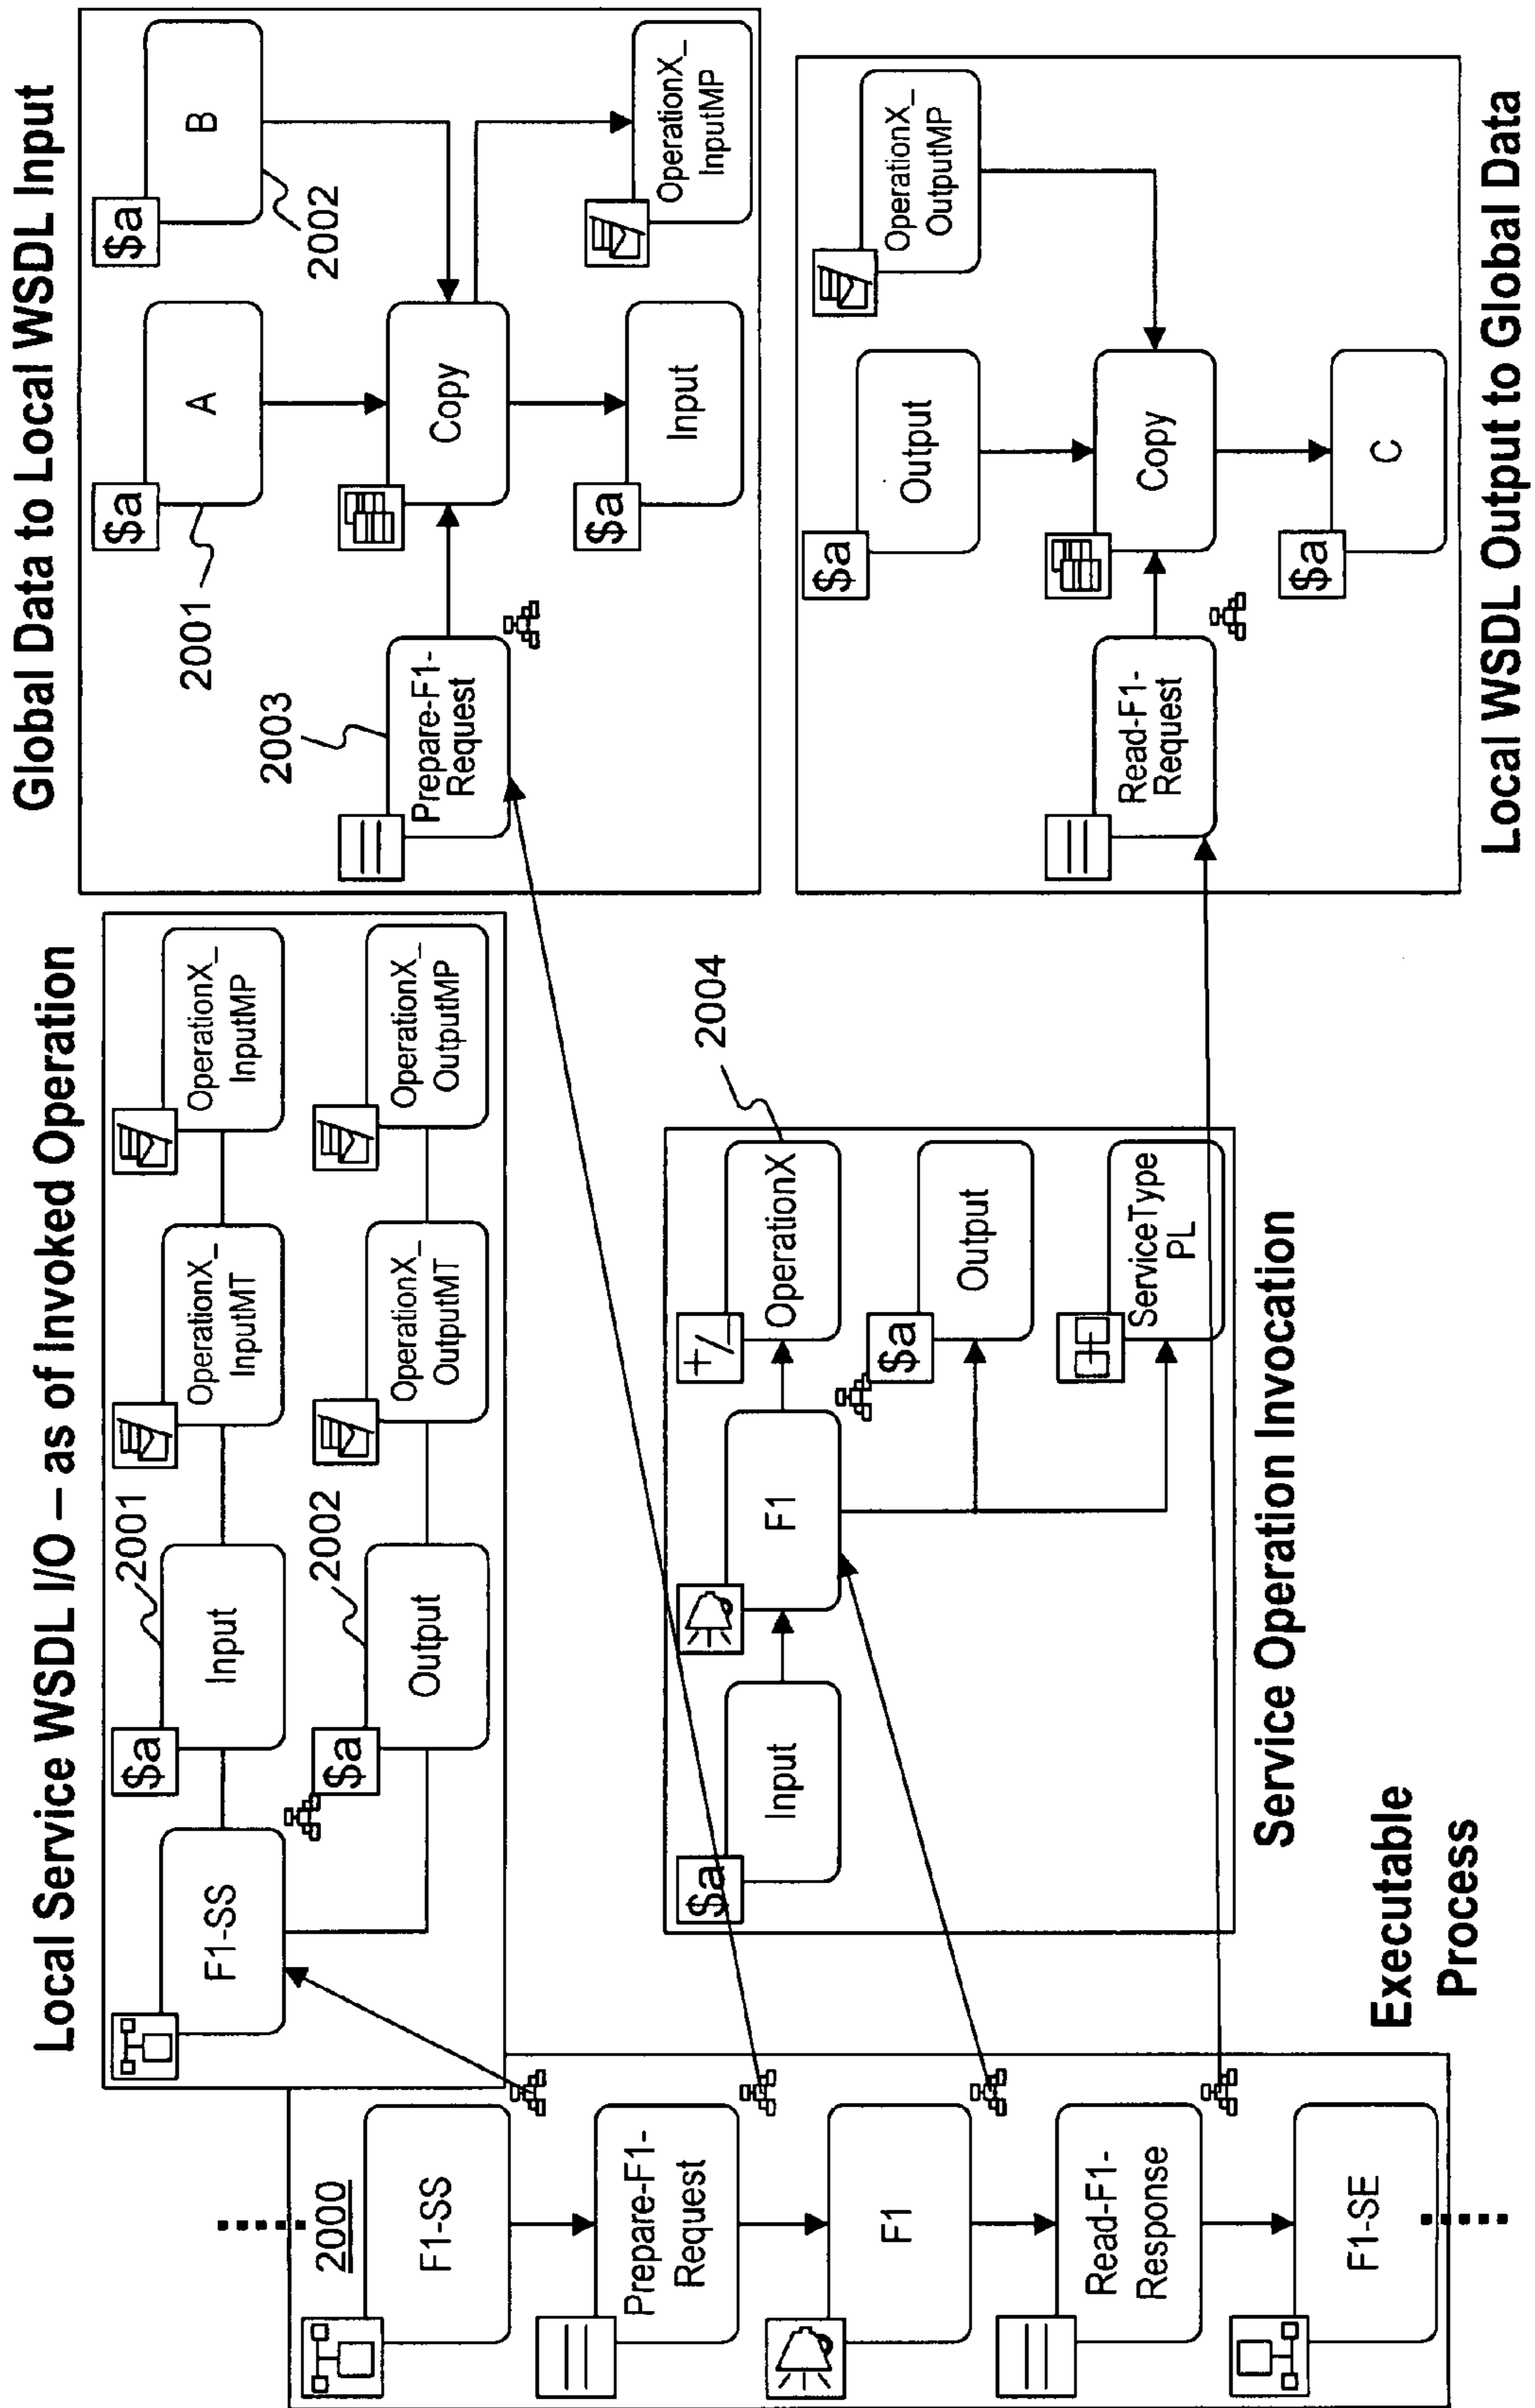 Local Service WSDL I/O – as of Invoked Operation
F1-SS
$a
Input
2001
OperationX_
InputMT
OperationX_
InputMP
$a
Output
2002
OperationX_
OutputMT
OperationX_
OutputMP
Global Data to Local WSDL Input
2003
Prepare-F1-
Request
$a
A
2001
$a
B
2002
Copy
$a
Input
OperationX_
InputMP
2000
F1-SS
Prepare-F1-
Request
F1
Read-F1-
Response
F1-SE
Executable
Process
$a
Input
F1
+/_
OperationX
2004
$a
Output
ServiceType
PL
Service Operation Invocation
Read-F1-
Request
$a
Output
OperationX_
OutputMP
Copy
$a
C
Local WSDL Output to Global Data